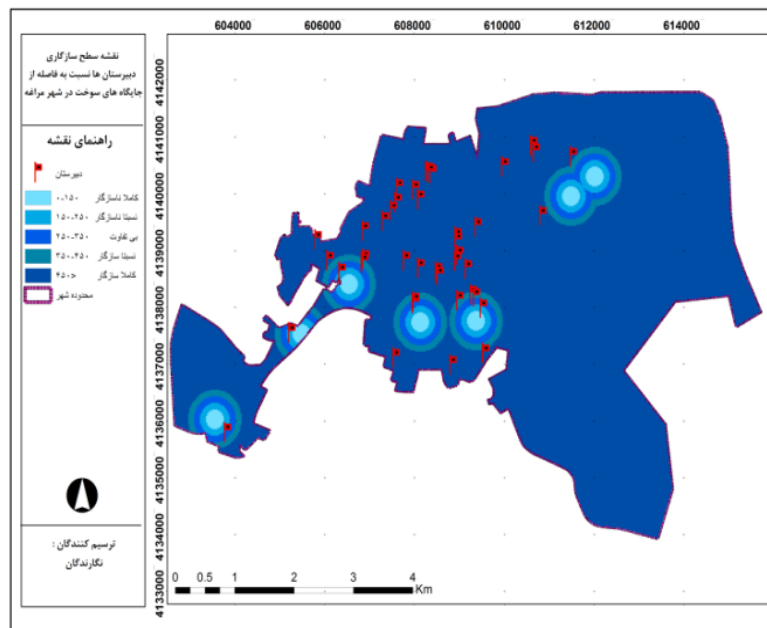 نقشه سطح سازگاری
دبیرستان ها نسبت به فاصله از
جایگاه های سوخت در شهر مراغه
راهنمای نقشه
دبیرستان
کاملا ناسازگار ۰-۱۵۰
نسبتا ناسازگار ۱۵۰-۲۵۰
بی تفاوت ۲۵۰-۳۵۰
نسبتا سازگار ۳۵۰-۴۵۰
کاملا سازگار ۴۵۰<
محدوده شهر
ترسیم کنندگان :
نگارندگان
604000 606000 608000 610000 612000 614000
4142000
4141000
4140000
4139000
4138000
4137000
4136000
4135000
4134000
4133000
0 0.5 1 2 3 4
Km